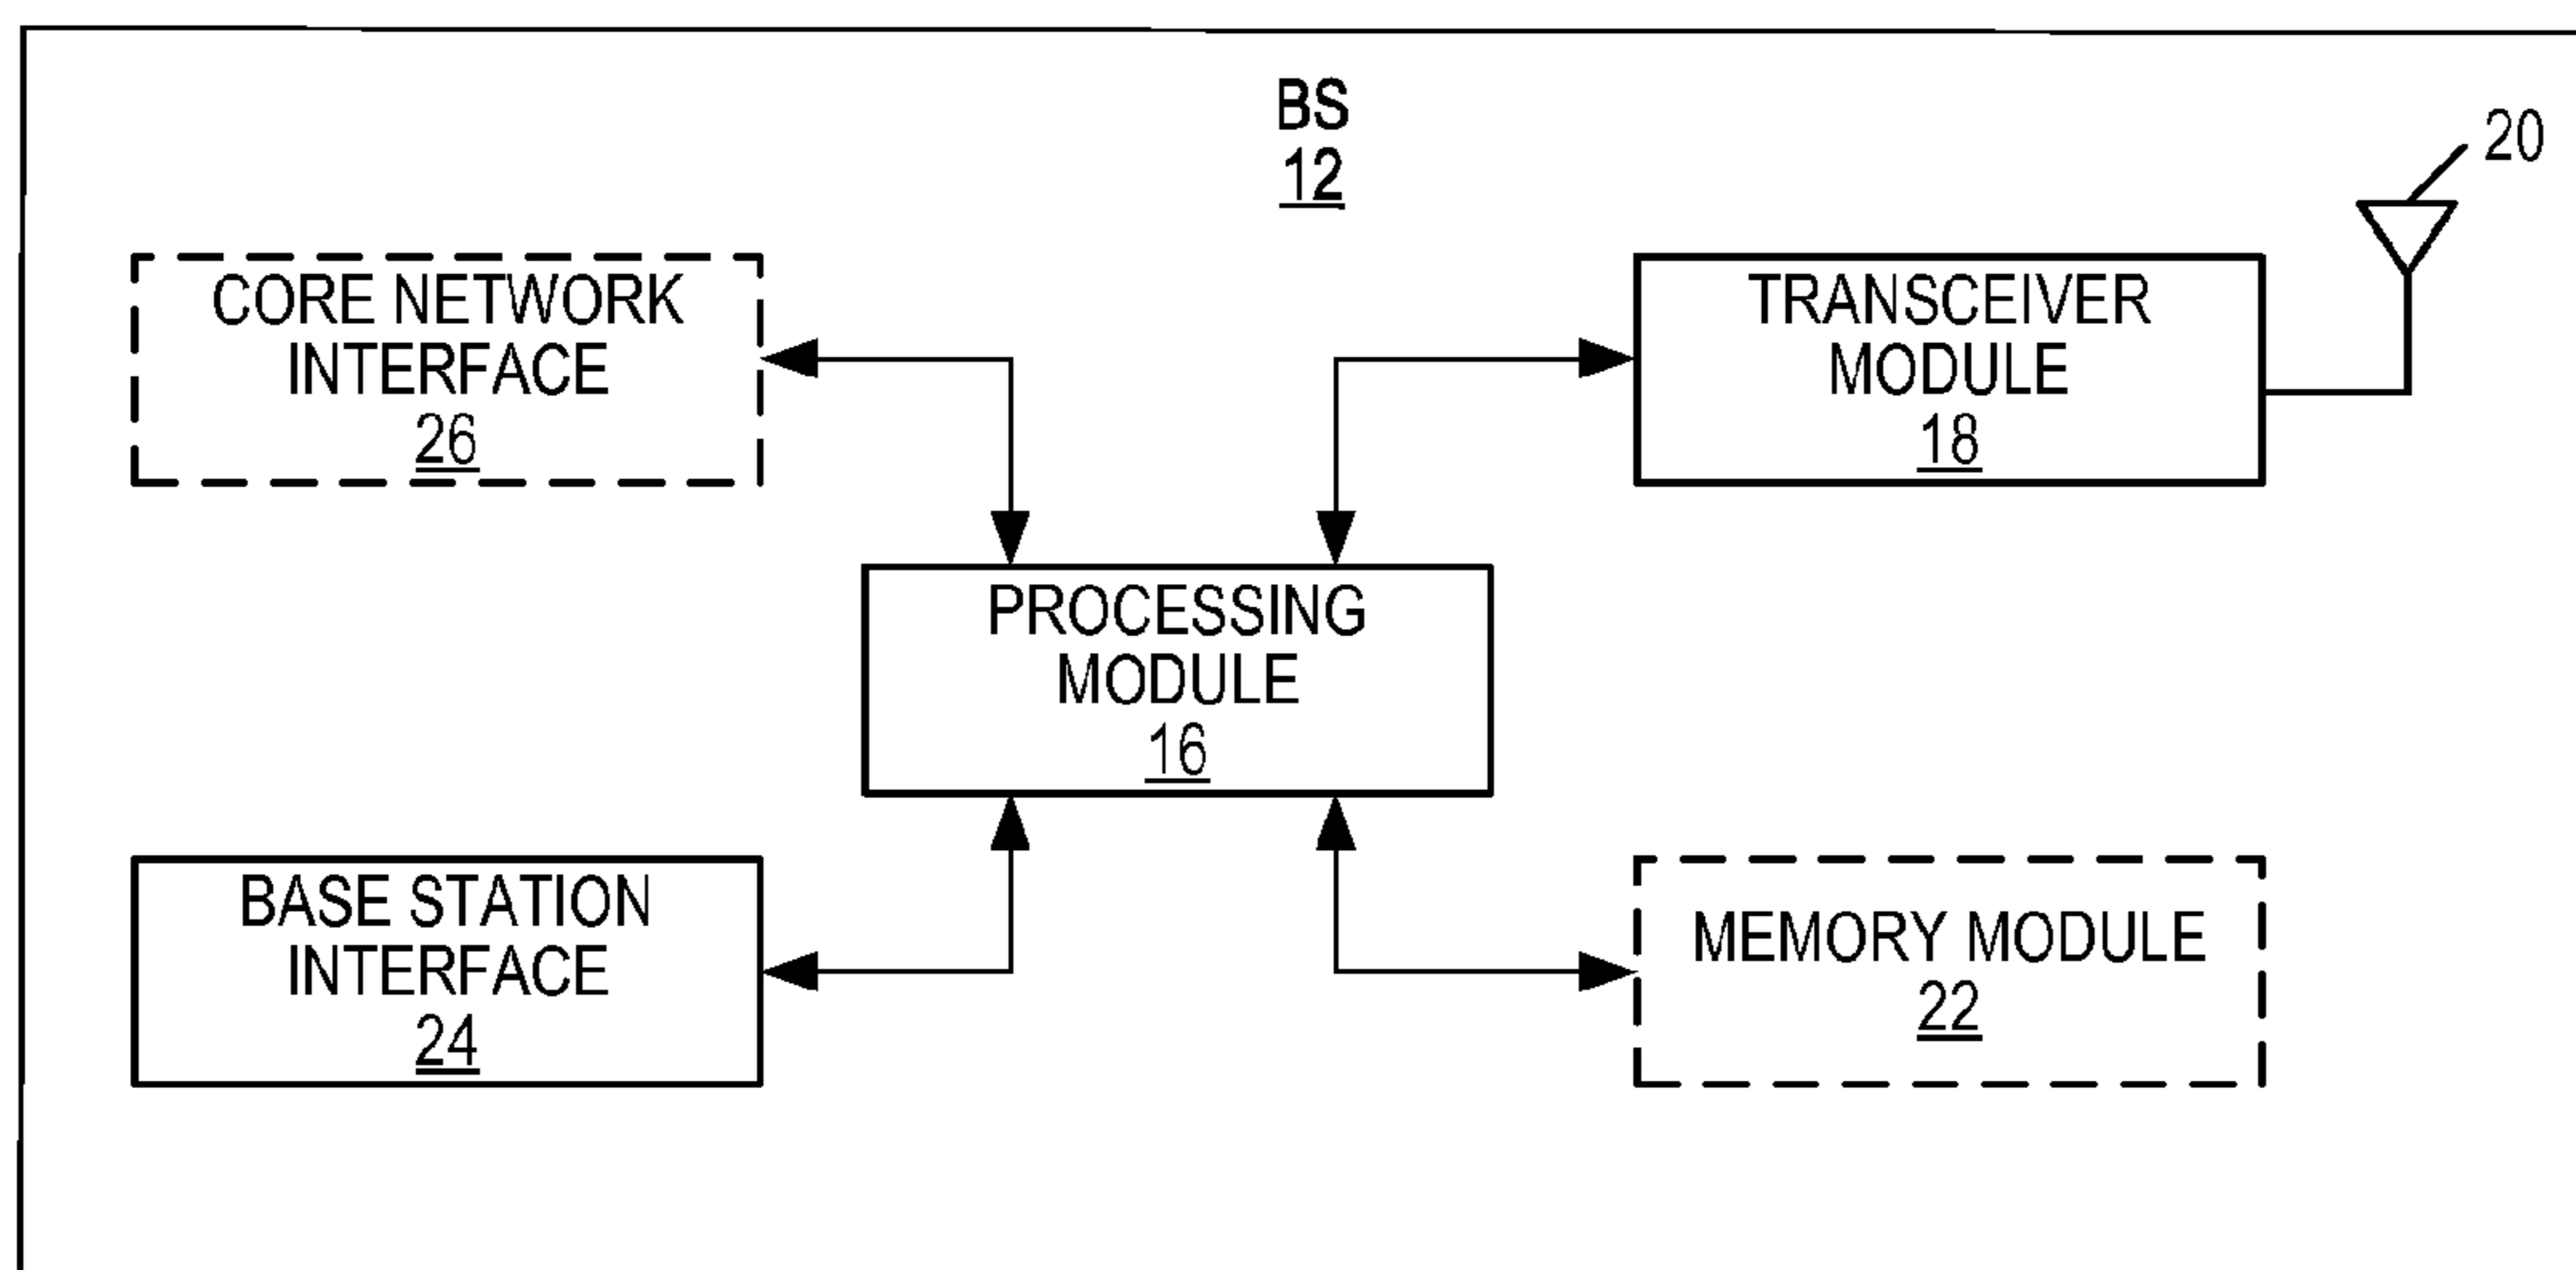 BS
12
20
CORE NETWORK
INTERFACE
26
TRANSCEIVER
MODULE
18
PROCESSING
MODULE
16
BASE STATION
INTERFACE
24
MEMORY MODULE
22